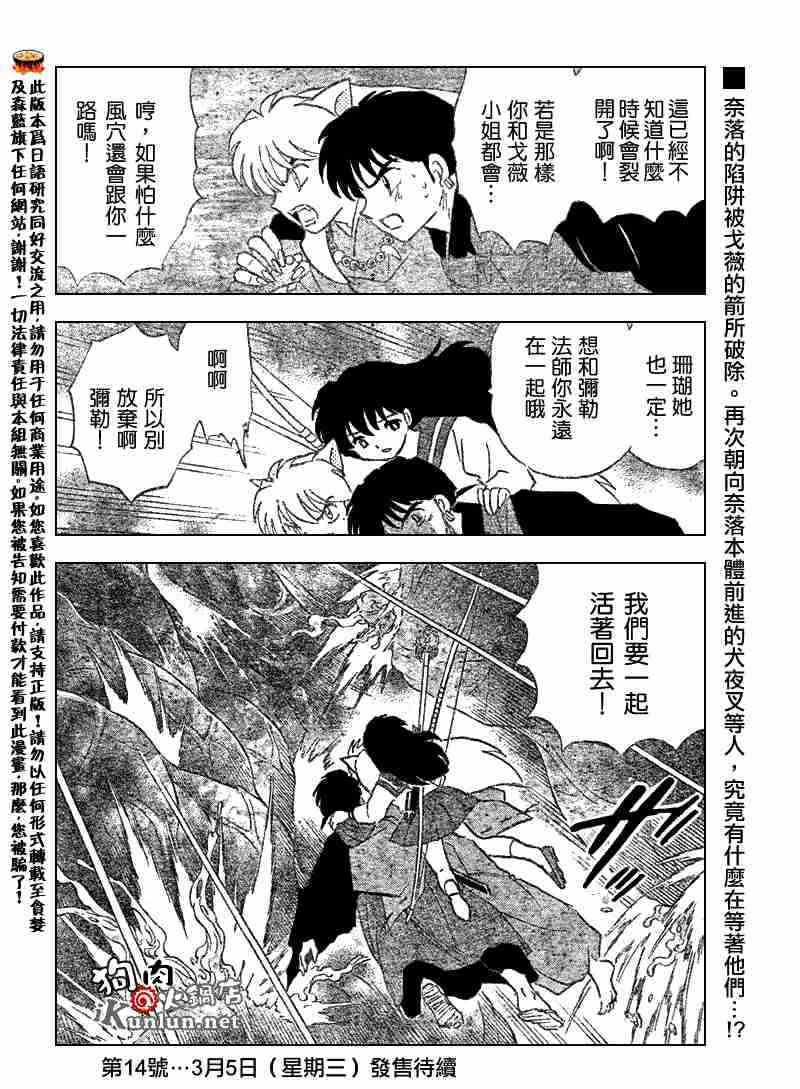 ■奈落的陷阱被戈薇的箭所破除。再次朝向奈落本體前進的犬夜叉等人，究竟有什麼在等著他們…!?
這已經不
知道什麼
時候會裂
開了啊！
若是那樣
你和戈薇
小姐都會…
哼，如果怕什麼
風穴還會跟你一
路嗎！
珊瑚她
也一定…
想和彌勒
法師你永遠
在一起哦
啊啊
所以別
放棄啊
彌勒！
我們要一起
活著回去！
此版本爲日語研究同好交流之用，請勿用于任何商業用途。如您喜歡此作品，請支持正版！請勿以任何形式轉載至貪婪
及森藍旗下任何網站，謝謝！一切法律責任與本組無關。如果您被告知需要付款才能看到此漫畫，那麼，您被騙了！
狗肉
火鍋店
iKunlun.net
第14號…3月5日（星期三）發售待續